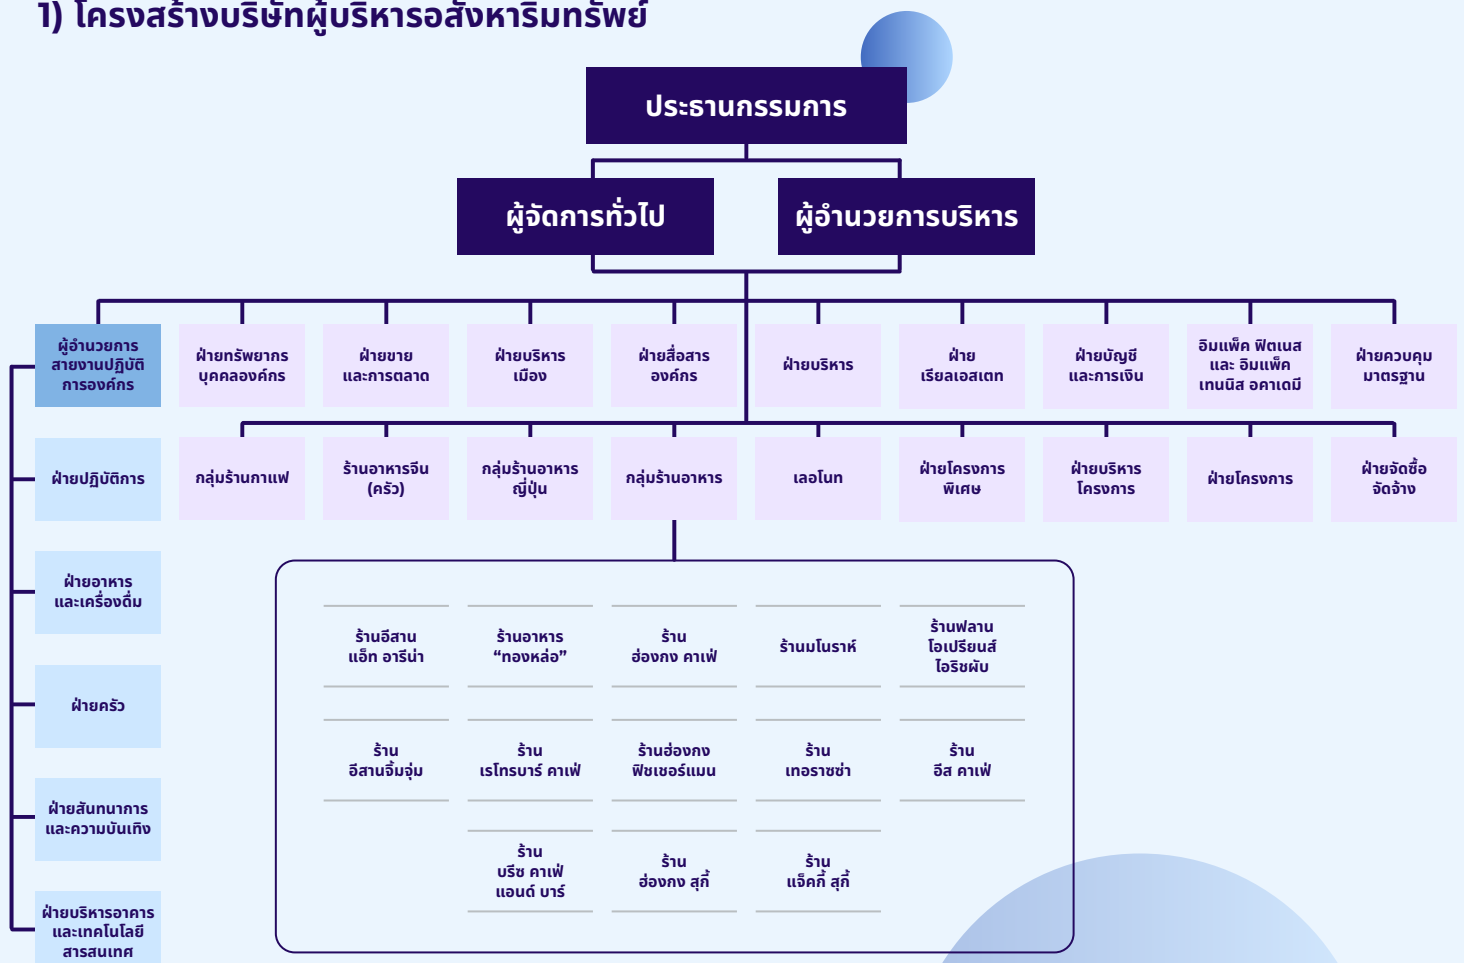 1) โครงสร้างบริษัทผู้บริหารอสังหาริมทรัพย์
ประธานกรรมการ
ผู้จัดการทั่วไป
ผู้อำนวยการบริหาร
ผู้อำนวยการ
สายงานปฏิบัติ
การองค์กร
ฝ่ายทรัพยากร
บุคคลองค์กร
ฝ่ายขาย
และการตลาด
ฝ่ายบริหาร
เมือง
ฝ่ายสื่อสาร
องค์กร
ฝ่ายบริหาร
ฝ่าย
เรียลเอสเตท
ฝ่ายบัญชี
และการเงิน
อิมแพ็ค ฟิตเนส
และ อิมแพ็ค
เทนนิส อคาเดมี
ฝ่ายควบคุม
มาตรฐาน
ฝ่ายปฏิบัติการ
กลุ่มร้านกาแฟ
ร้านอาหารจีน
(ครัว)
กลุ่มร้านอาหาร
ญี่ปุ่น
กลุ่มร้านอาหาร
เลอโนท
ฝ่ายโครงการ
พิเศษ
ฝ่ายบริหาร
โครงการ
ฝ่ายโครงการ
ฝ่ายจัดซื้อ
จัดจ้าง
ฝ่ายอาหาร
และเครื่องดื่ม
ฝ่ายครัว
ฝ่ายสันทนาการ
และความบันเทิง
ฝ่ายบริหารอาคาร
และเทคโนโลยี
สารสนเทศ
ร้านอีสาน
แอ็ท อารีน่า
ร้านอาหาร
“ทองหล่อ”
ร้าน
ฮ่องกง คาเฟ่
ร้านมโนราห์
ร้านฟลาน
โอเปรียนส์
ไอริชผับ
ร้าน
อีสานจิ้มจุ่ม
ร้าน
เรโทรบาร์ คาเฟ่
ร้านฮ่องกง
ฟิชเชอร์แมน
ร้าน
เทอราซซ่า
ร้าน
อีส คาเฟ่
ร้าน
บรีซ คาเฟ่
แอนด์ บาร์
ร้าน
ฮ่องกง สุกี้
ร้าน
แจ็คกี้ สุกี้